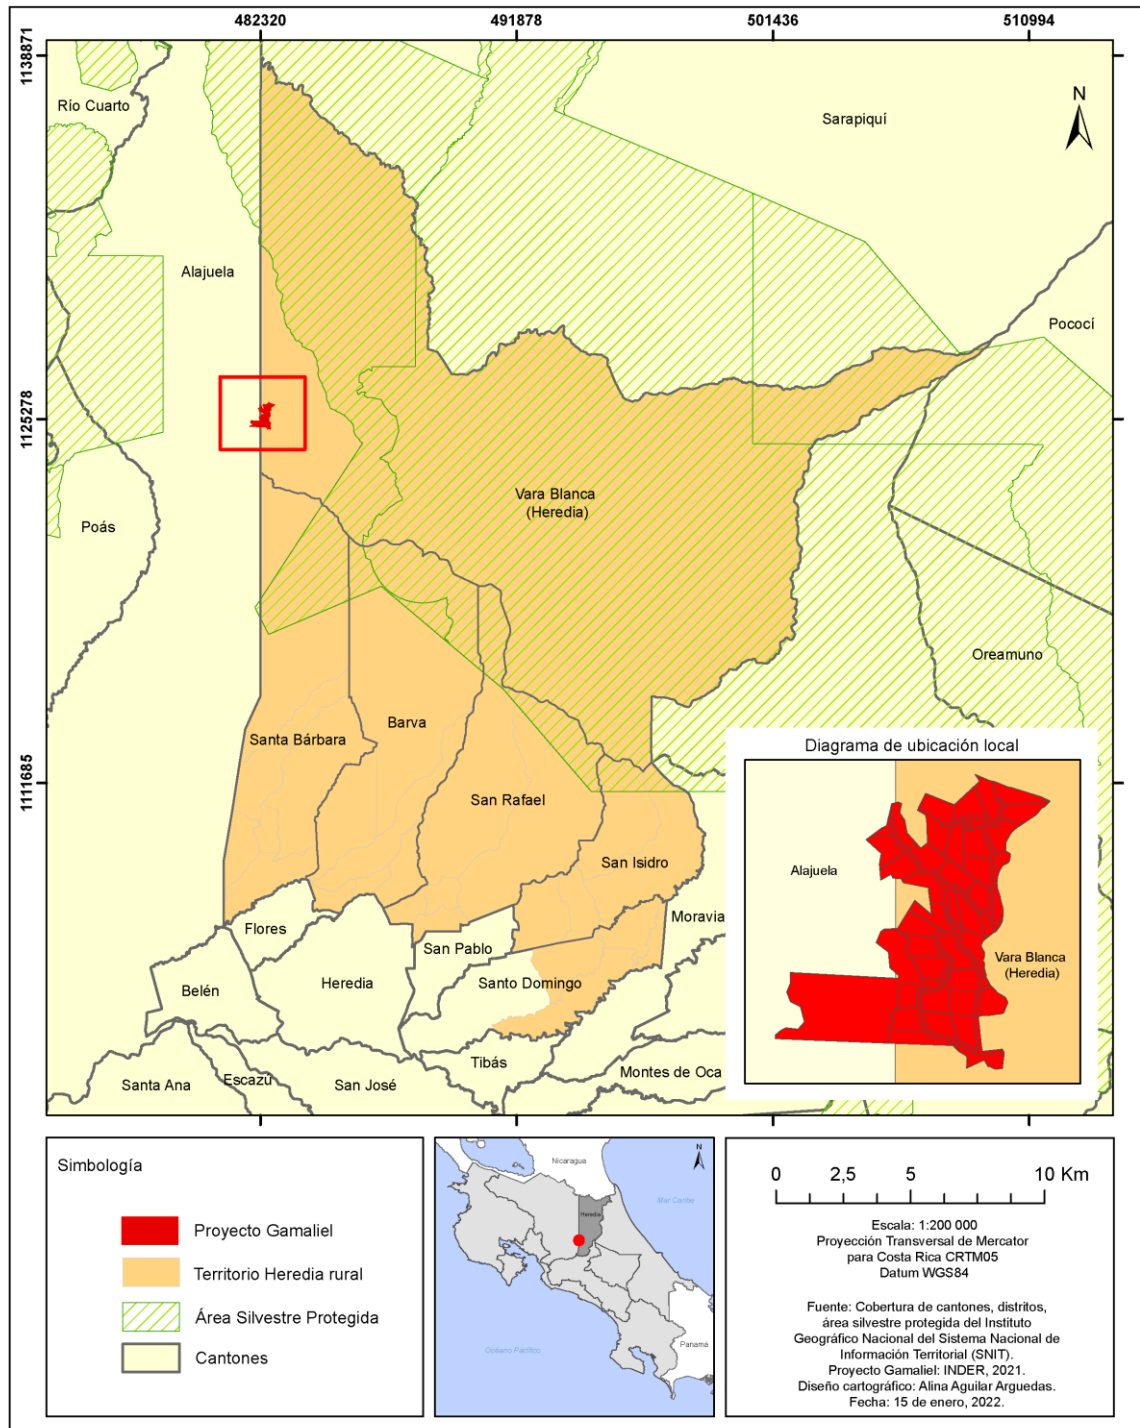 482320
491878
501436
510994
1138871
1125278
1111685
N
Río Cuarto
Sarapiquí
Alajuela
Pococí
Poás
Vara Blanca
(Heredia)
Oreamuno
Barva
Santa Bárbara
San Rafael
San Isidro
Moravia
Flores
San Pablo
Belén
Heredia
Santo Domingo
Tibás
Santa Ana
Escazú
San José
Montes de Oca
Diagrama de ubicación local
Alajuela
Vara Blanca
(Heredia)
Simbología
Proyecto Gamaliel
Territorio Heredia rural
Área Silvestre Protegida
Cantones
Nicaragua
N
Mar Caribe
Heredia
Océano Pacífico
Panamá
0 2,5 5 10 Km
Escala: 1:200 000
Proyección Transversal de Mercator
para Costa Rica CRTM05
Datum WGS84
Fuente: Cobertura de cantones, distritos,
área silvestre protegida del Instituto
Geográfico Nacional del Sistema Nacional de
Información Territorial (SNIT).
Proyecto Gamaliel: INDER, 2021.
Diseño cartográfico: Alina Aguilar Arguedas.
Fecha: 15 de enero, 2022.